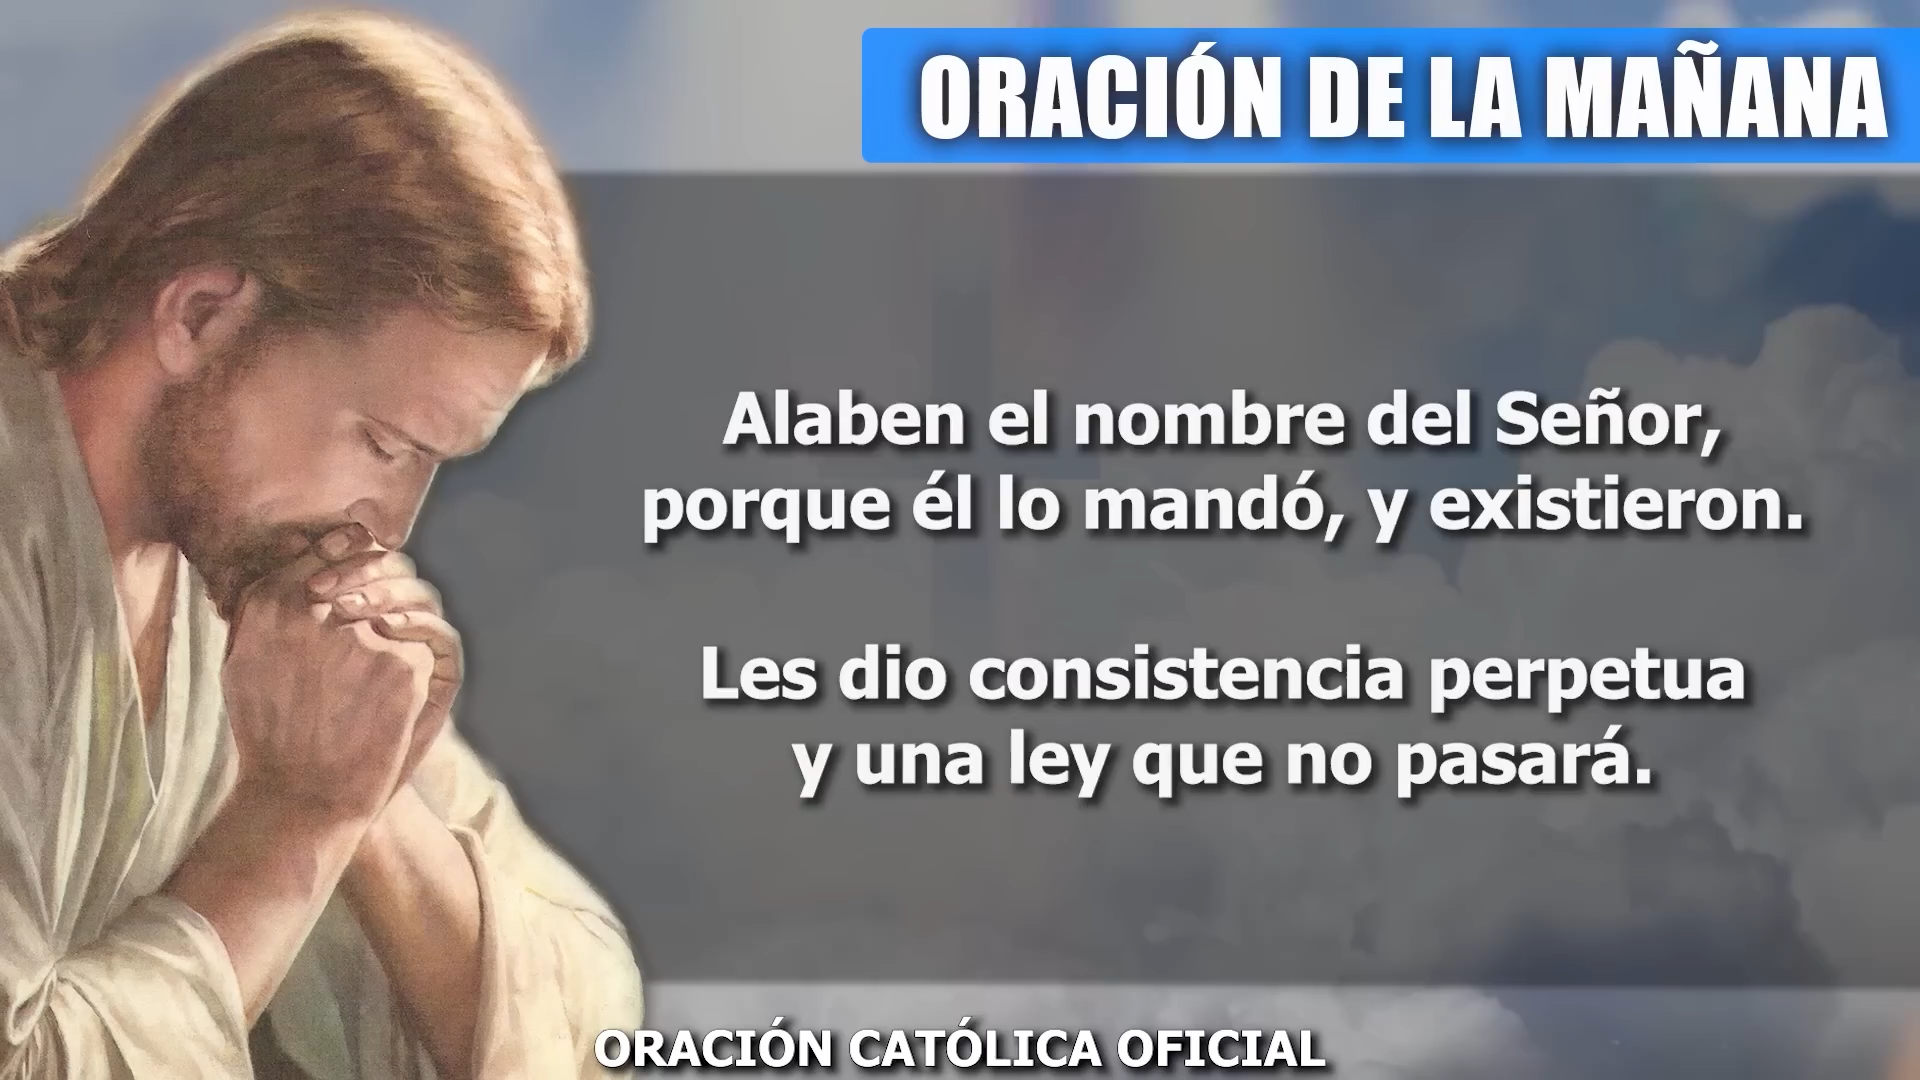 ORACIÓN DE LA MAÑANA
Alaben el nombre del Señor,
porque él lo mandó, y existieron.
Les dio consistencia perpetua
y una ley que no pasará.
ORACIÓN CATÓLICA OFICIAL